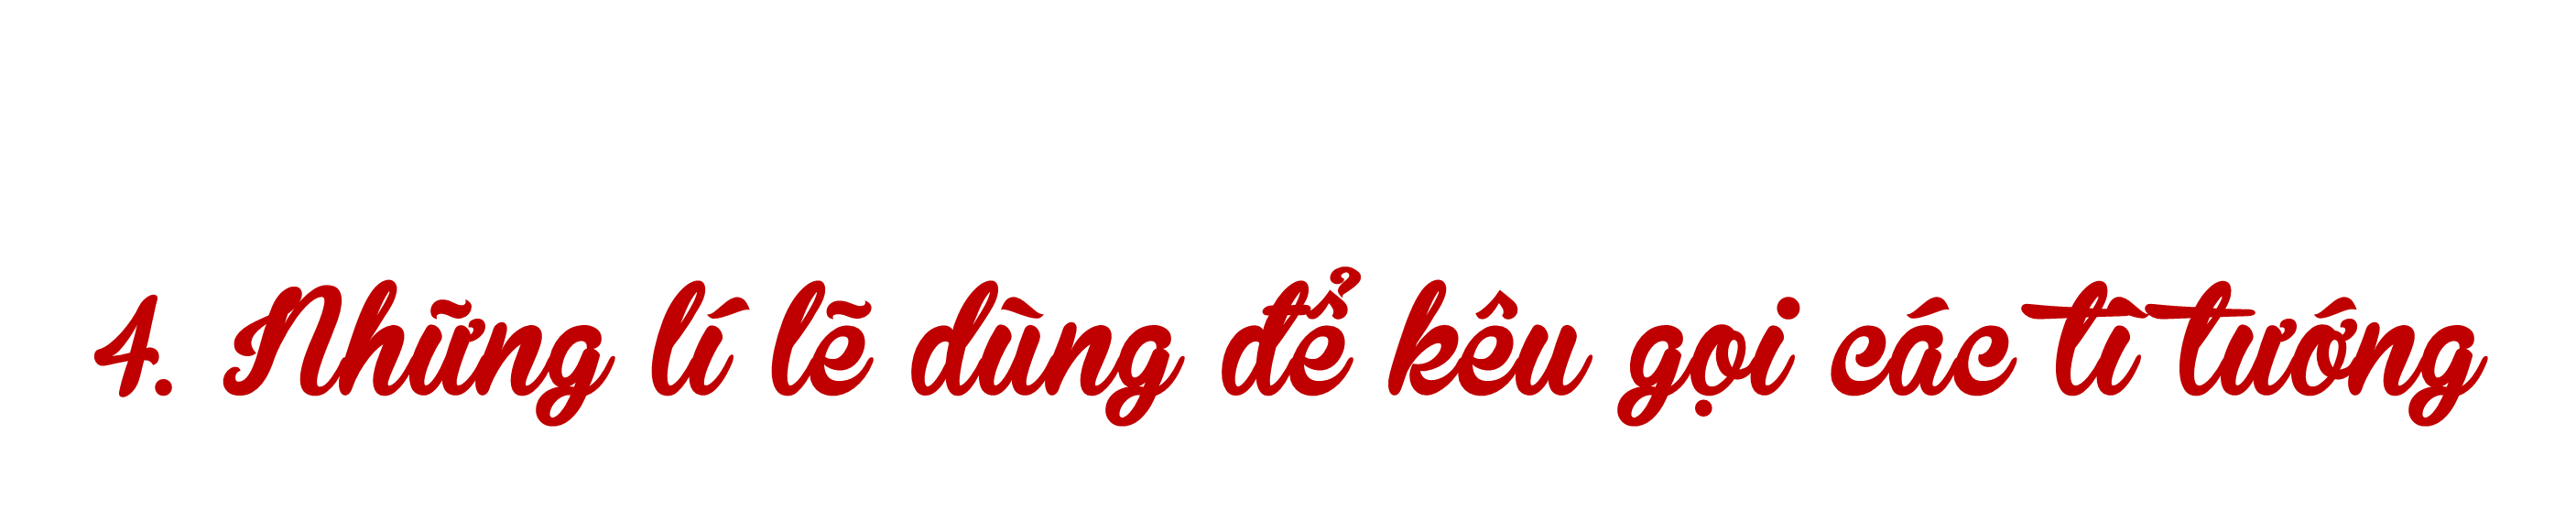 4. Những lí lẽ dùng để kêu gọi các tì tướng